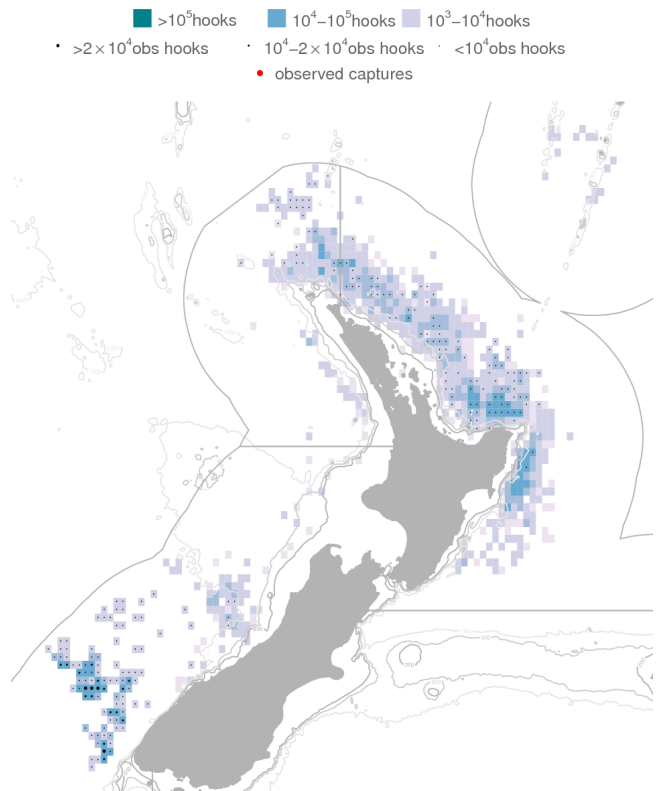 >10⁵hooks 10⁴–10⁵hooks 10³–10⁴hooks
>2×10⁴obs hooks 10⁴–2×10⁴obs hooks <10⁴obs hooks
observed captures